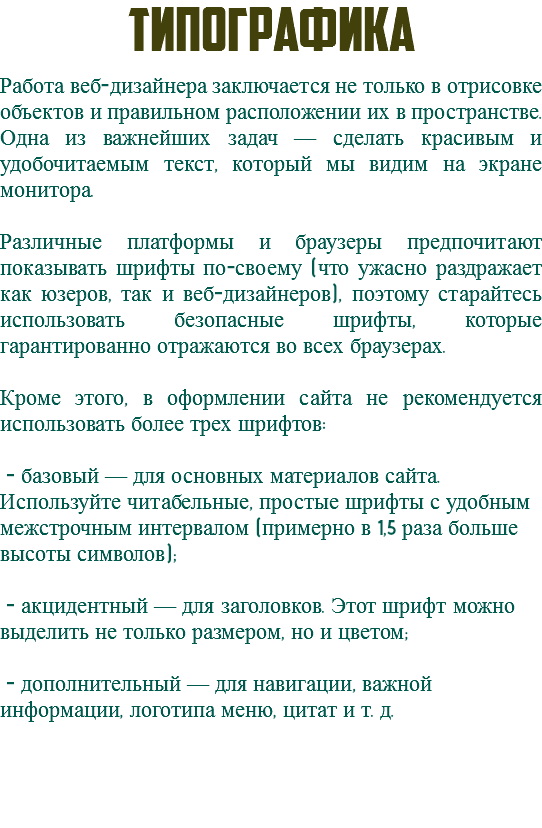 ТИПОГРАФИКА
Работа веб-дизайнера заключается не только в отрисовке
объектов и правильном расположении их в пространстве.
Одна из важнейших задач — сделать красивым и
удобочитаемым текст, который мы видим на экране
монитора.
Различные платформы и браузеры предпочитают
показывать шрифты по-своему (что ужасно раздражает
как юзеров, так и веб-дизайнеров), поэтому старайтесь
использовать безопасные шрифты, которые
гарантированно отражаются во всех браузерах.
Кроме этого, в оформлении сайта не рекомендуется
использовать более трех шрифтов:
- базовый — для основных материалов сайта.
Используйте читабельные, простые шрифты с удобным
межстрочным интервалом (примерно в 1,5 раза больше
высоты символов);
- акцидентный — для заголовков. Этот шрифт можно
выделить не только размером, но и цветом;
- дополнительный — для навигации, важной
информации, логотипа меню, цитат и т. д.